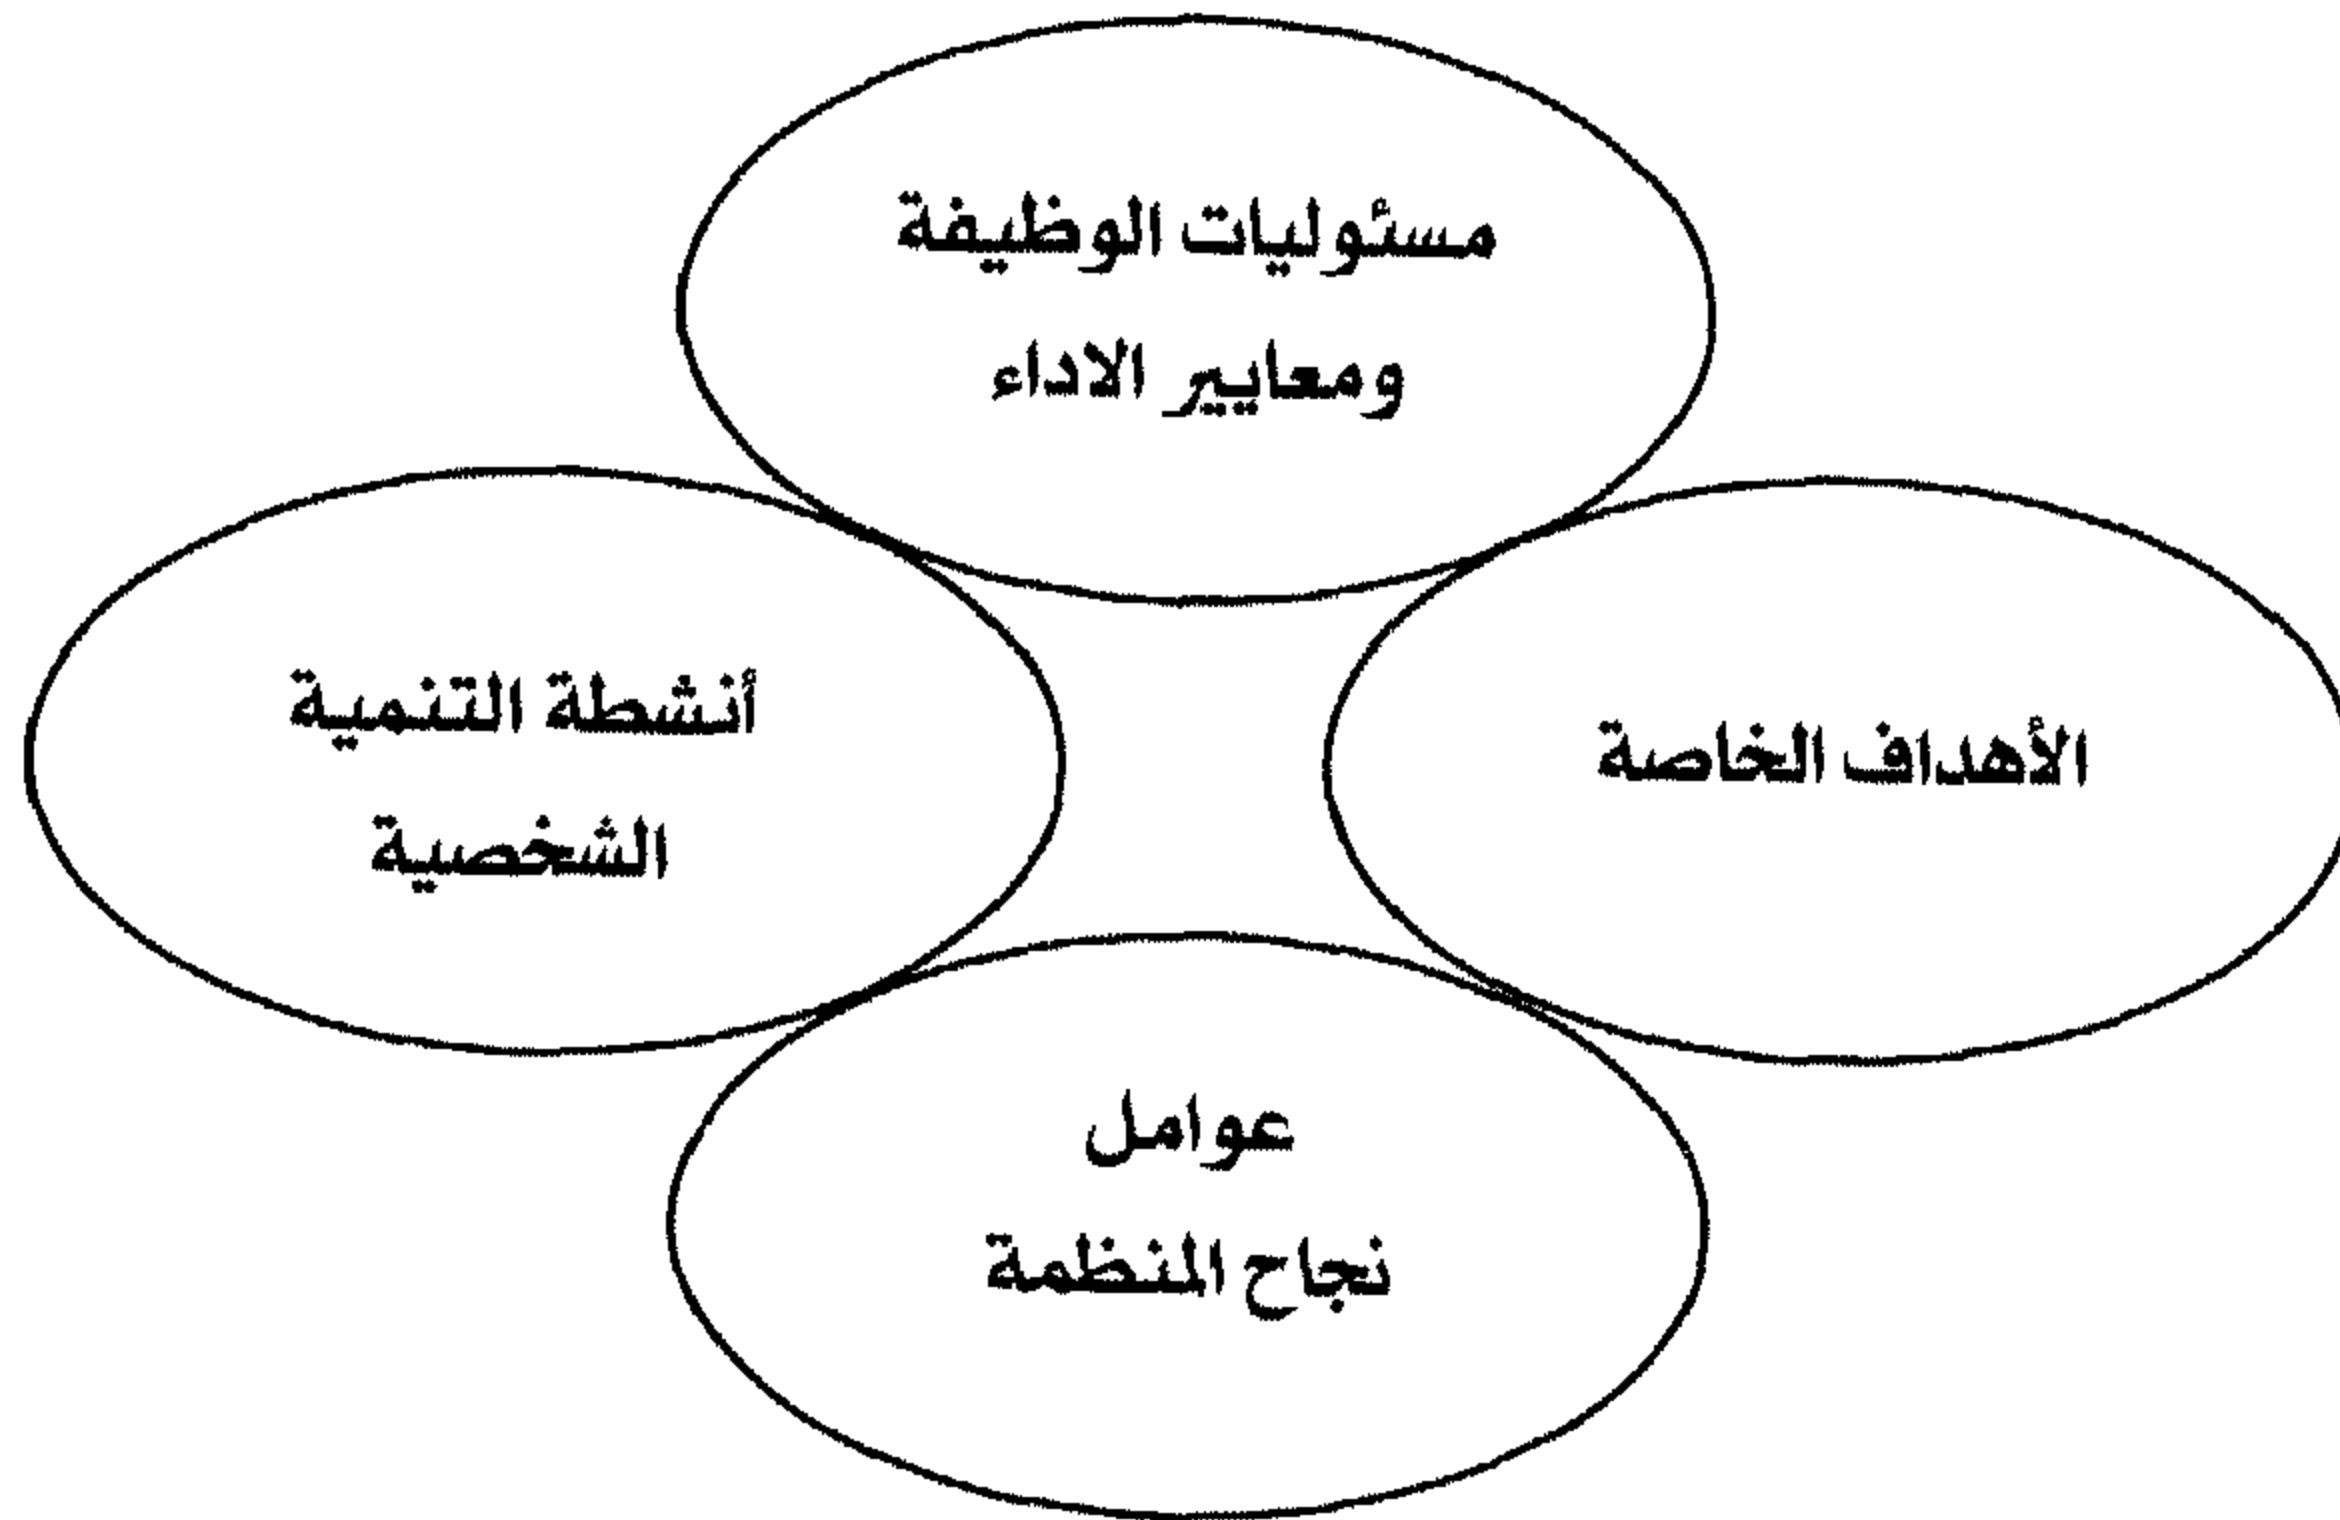 مسئوليات الوظيفة
ومعايير الاداء
الأهداف الخاصة
أنشطة التنمية
الشخصية
عوامل
نجاح المنظمة